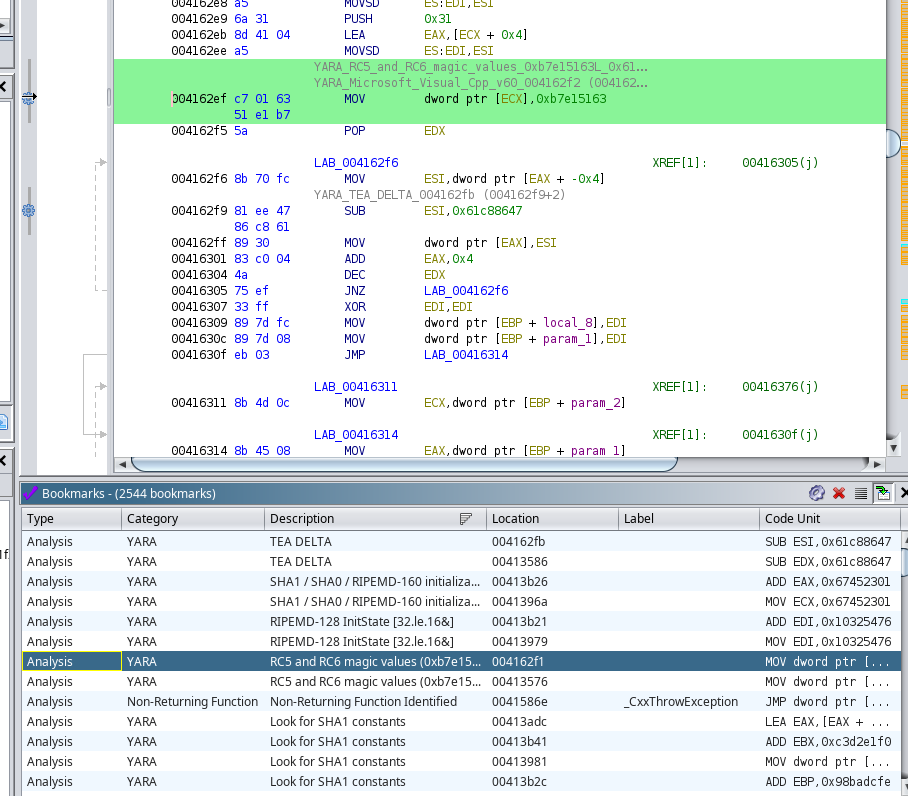 004162e8 a5 MOVSD ES:EDI,ESI
004162e9 6a 31 PUSH 0x31
004162eb 8d 41 04 LEA EAX,[ECX + 0x4]
004162ee a5 MOVSD ES:EDI,ESI
YARA_RC5_and_RC6_magic_values_0xb7e15163L_0x61...
YARA_Microsoft_Visual_Cpp_v60_004162f2 (004162...
004162ef c7 01 63 MOV dword ptr [ECX],0xb7e15163
51 e1 b7
004162f5 5a POP EDX
LAB_004162f6 XREF[1]: 00416305(j)
004162f6 8b 70 fc MOV ESI,dword ptr [EAX + -0x4]
YARA_TEA_DELTA_004162fb (004162f9+2)
004162f9 81 ee 47 SUB ESI,0x61c88647
86 c8 61
004162ff 89 30 MOV dword ptr [EAX],ESI
00416301 83 c0 04 ADD EAX,0x4
00416304 4a DEC EDX
00416305 75 ef JNZ LAB_004162f6
00416307 33 ff XOR EDI,EDI
00416309 89 7d fc MOV dword ptr [EBP + local_8],EDI
0041630c 89 7d 08 MOV dword ptr [EBP + param_1],EDI
0041630f eb 03 JMP LAB_00416314
LAB_00416311 XREF[1]: 00416376(j)
00416311 8b 4d 0c MOV ECX,dword ptr [EBP + param_2]
LAB_00416314 XREF[1]: 0041630f(j)
00416314 8b 45 08 MOV EAX,dword ptr [EBP + param_1]
Bookmarks - (2544 bookmarks)
Type Category Description Location Label Code Unit
Analysis YARA TEA DELTA 004162fb SUB ESI,0x61c88647
Analysis YARA TEA DELTA 00413586 SUB EDX,0x61c88647
Analysis YARA SHA1 / SHA0 / RIPEMD-160 initializa... 00413b26 ADD EAX,0x67452301
Analysis YARA SHA1 / SHA0 / RIPEMD-160 initializa... 0041396a MOV ECX,0x67452301
Analysis YARA RIPEMD-128 InitState [32.le.16&] 00413b21 ADD EDI,0x10325476
Analysis YARA RIPEMD-128 InitState [32.le.16&] 00413979 MOV EDI,0x10325476
Analysis YARA RC5 and RC6 magic values (0xb7e15... 004162f1 MOV dword ptr [...
Analysis YARA RC5 and RC6 magic values (0xb7e15... 00413576 MOV dword ptr [...
Analysis Non-Returning Function Non-Returning Function Identified 0041586e _CxxThrowException JMP dword ptr [...
Analysis YARA Look for SHA1 constants 00413adc LEA EAX,[EAX + ...
Analysis YARA Look for SHA1 constants 00413b41 ADD EBX,0xc3d2e1f0
Analysis YARA Look for SHA1 constants 00413981 MOV dword ptr [...
Analysis YARA Look for SHA1 constants 00413b2c ADD EBP,0x98badcfe